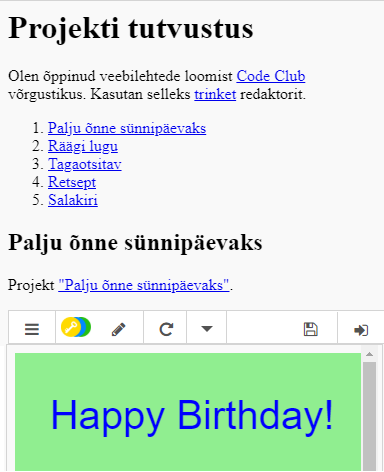 Projekti tutvustus
Olen õppinud veebilehtede loomist Code Club
võrgustikus. Kasutan selleks trinket redaktorit.
1. Palju õnne sünnipäevaks
2. Räägi lugu
3. Tagaotsitav
4. Retsept
5. Salakiri
Palju õnne sünnipäevaks
Projekt "Palju õnne sünnipäevaks".
Happy Birthday!